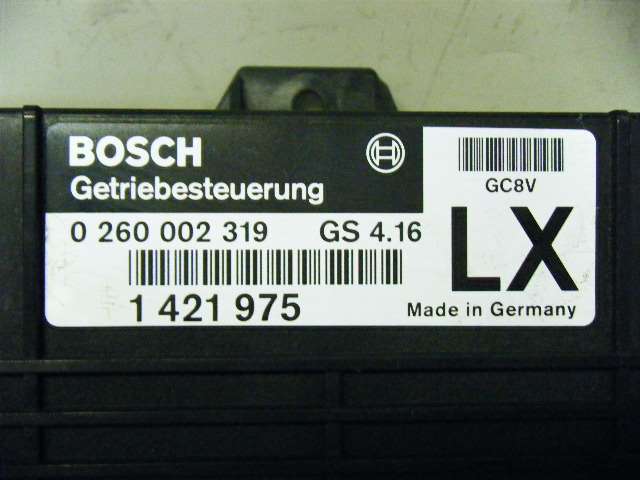 BOSCH
Getriebesteuerung
0 260 002 319 GS 4.16
1 421 975
GC8V
LX
Made in Germany